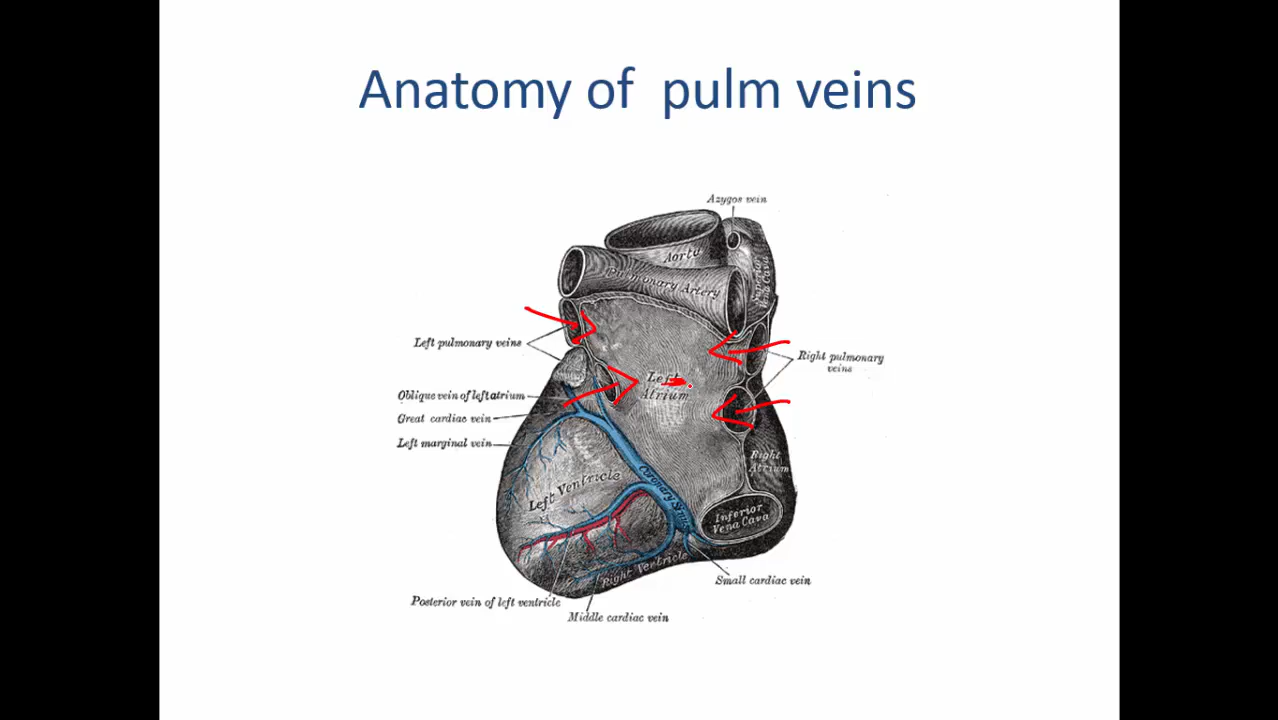 Anatomy of pulm veins
Azygos vein
Aorta
Pulmonary Artery
Superior
Vena Cava
Left pulmonary veins
Right pulmonary
veins
Left
Atrium
Oblique vein of left atrium
Great cardiac vein
Left marginal vein
Right
Atrium
Left Ventricle
Coronary Sinus
Inferior
Vena Cava
Right Ventricle
Small cardiac vein
Posterior vein of left ventricle
Middle cardiac vein